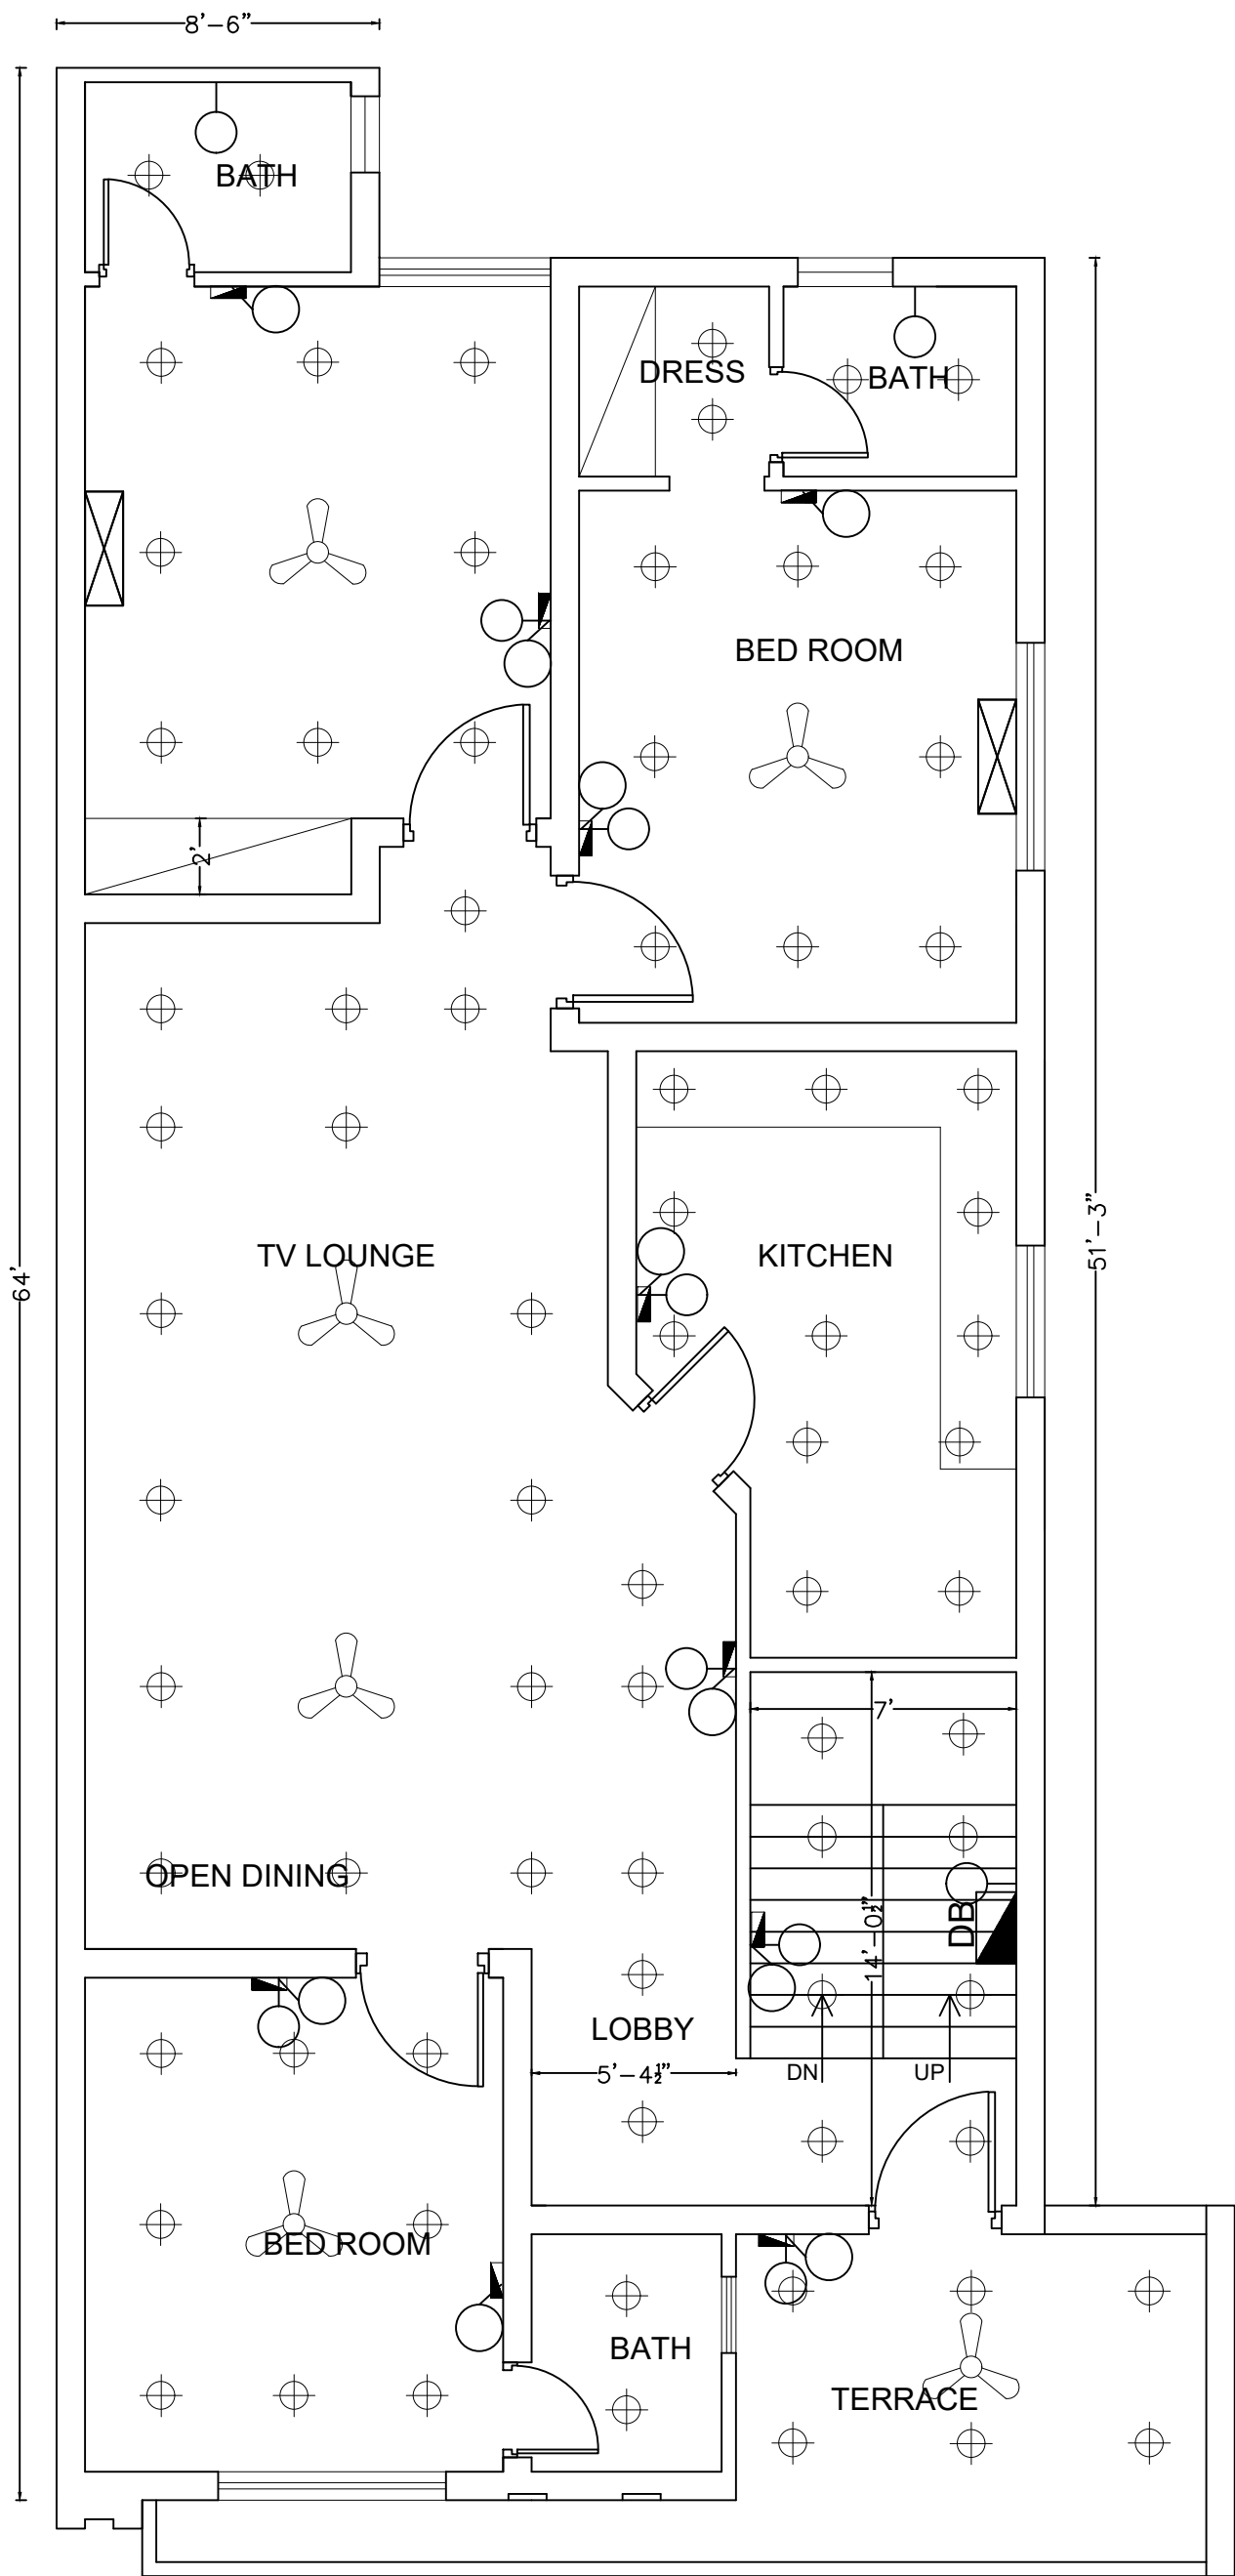 8'-6"
BATH
DRESS
BATH
BED ROOM
2'
64'
51'-3"
TV LOUNGE
KITCHEN
7'
OPEN DINING
DB
14'-0½"
LOBBY
5'-4½"
DN
UP
BED ROOM
BATH
TERRACE